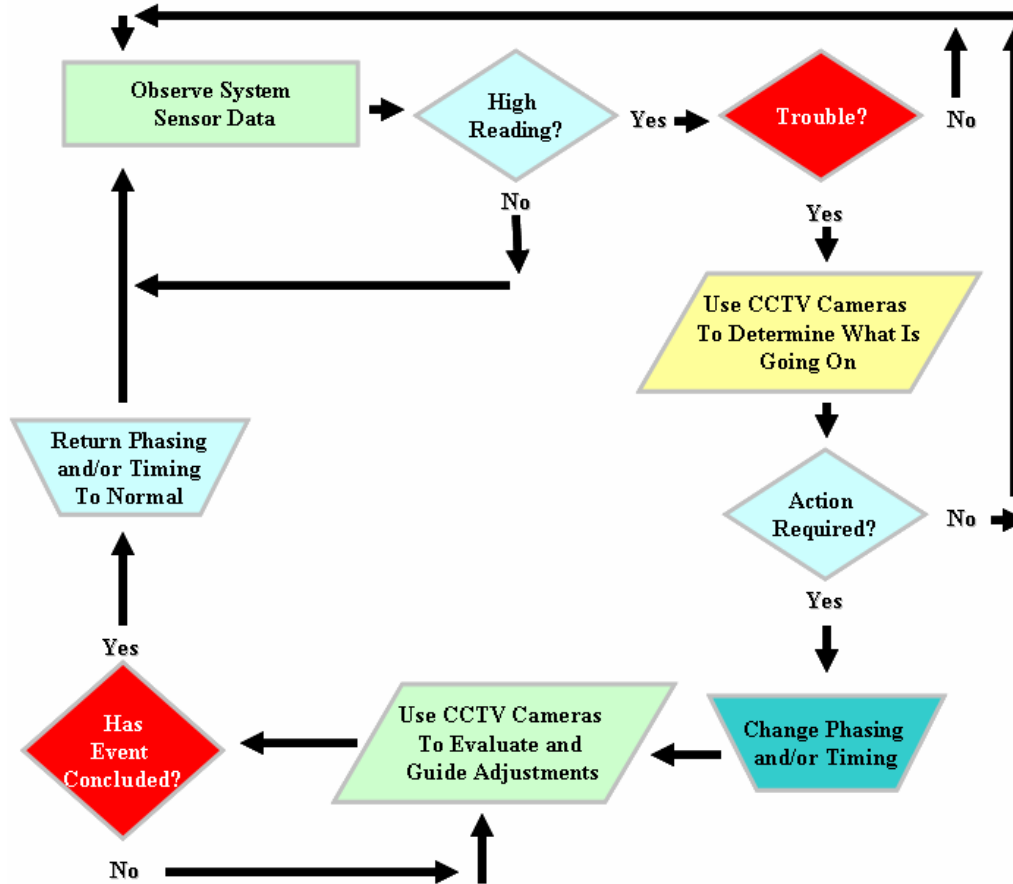 Observe System
Sensor Data
High
Reading?
Yes
Trouble?
No
No
Yes
Use CCTV Cameras
To Determine What Is
Going On
Return Phasing
and/or Timing
To Normal
Action
Required?
No
Yes
Yes
Has
Event
Concluded?
Use CCTV Cameras
To Evaluate and
Guide Adjustments
Change Phasing
and/or Timing
No